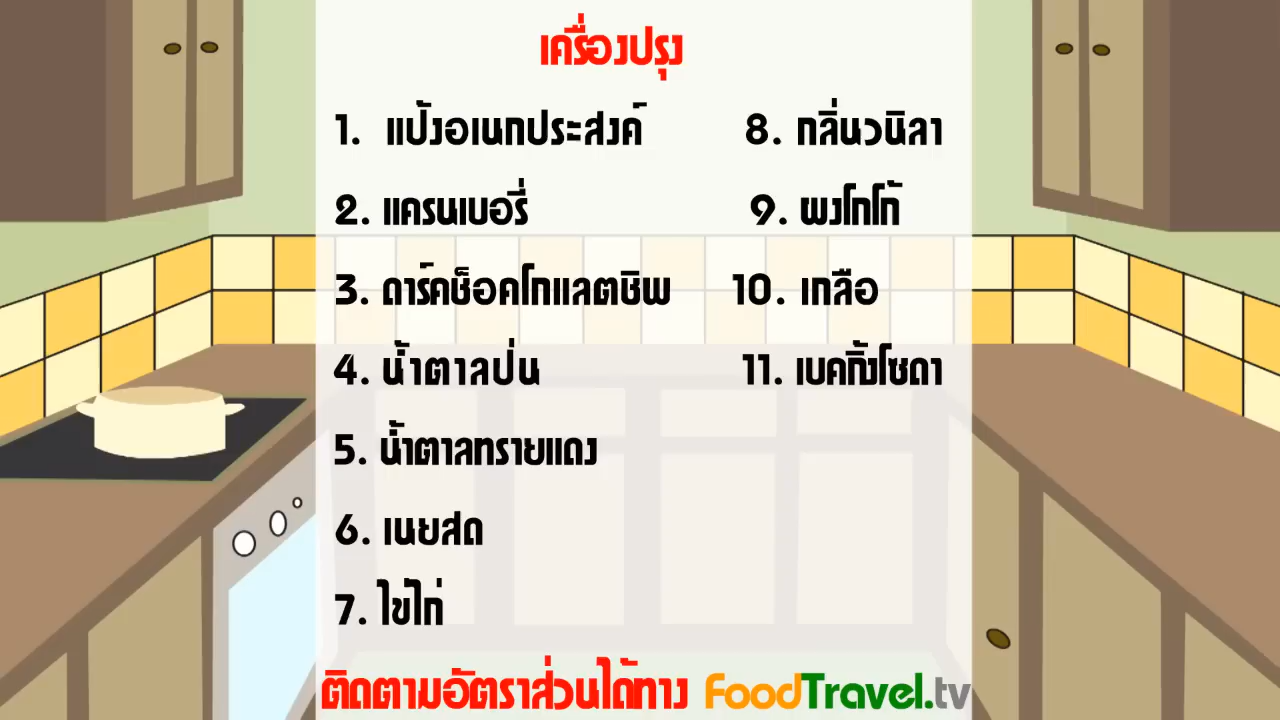 เครื่องปรุง
1. แป้งอเนกประสงค์
2. แครนเบอรี่
3. ดาร์คช็อคโกแลตชิพ
4. น้ำตาลป่น
5. น้ำตาลทรายแดง
6. เนยสด
7. ไข่ไก่
8. กลิ่นวนิลา
9. ผงโกโก้
10. เกลือ
11. เบคกิ้งโซดา
ติดตามอัตราส่วนได้ทาง FoodTravel.tv